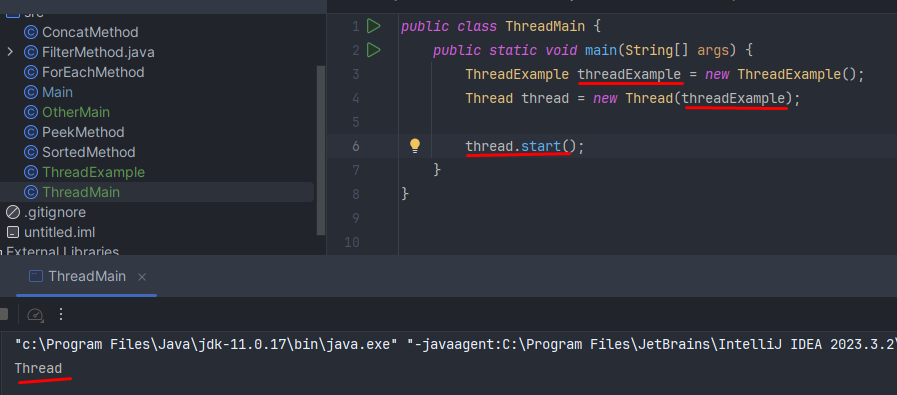 src
ConcatMethod
FilterMethod.java
ForEachMethod
Main
OtherMain
PeekMethod
SortedMethod
ThreadExample
ThreadMain
.gitignore
untitled.iml
External Libraries
1 public class ThreadMain {
2 public static void main(String[] args) {
3 ThreadExample threadExample = new ThreadExample();
4 Thread thread = new Thread(threadExample);
5
6 thread.start();
7 }
8 }
9
10
ThreadMain ×
"c:\Program Files\Java\jdk-11.0.17\bin\java.exe" "-javaagent:C:\Program Files\JetBrains\IntelliJ IDEA 2023.3.2\
Thread